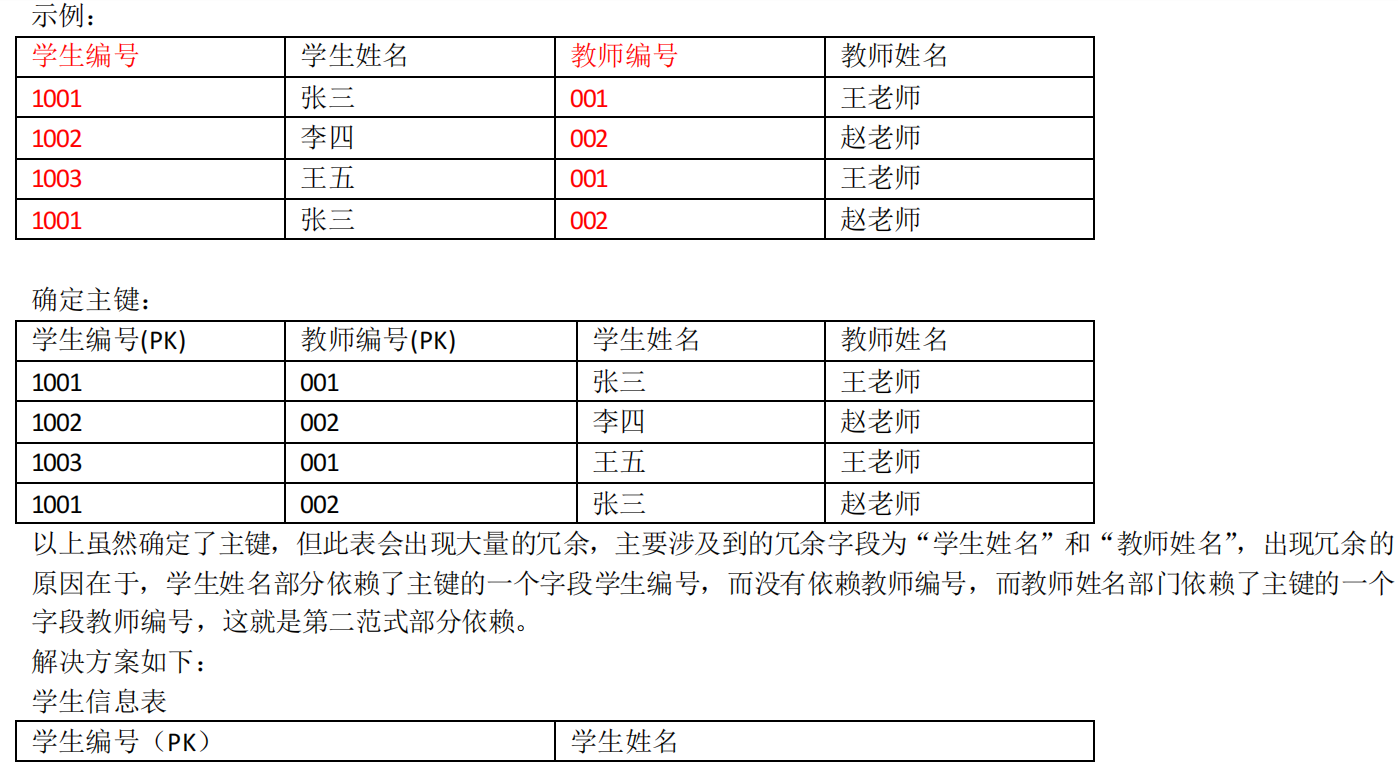 示例：
学生编号 学生姓名 教师编号 教师姓名
1001 张三 001 王老师
1002 李四 002 赵老师
1003 王五 001 王老师
1001 张三 002 赵老师
确定主键：
学生编号(PK) 教师编号(PK) 学生姓名 教师姓名
1001 001 张三 王老师
1002 002 李四 赵老师
1003 001 王五 王老师
1001 002 张三 赵老师
以上虽然确定了主键，但此表会出现大量的冗余，主要涉及到的冗余字段为“学生姓名”和“教师姓名”，出现冗余的
原因在于，学生姓名部分依赖了主键的一个字段学生编号，而没有依赖教师编号，而教师姓名部门依赖了主键的一个
字段教师编号，这就是第二范式部分依赖。
解决方案如下：
学生信息表
学生编号（PK） 学生姓名